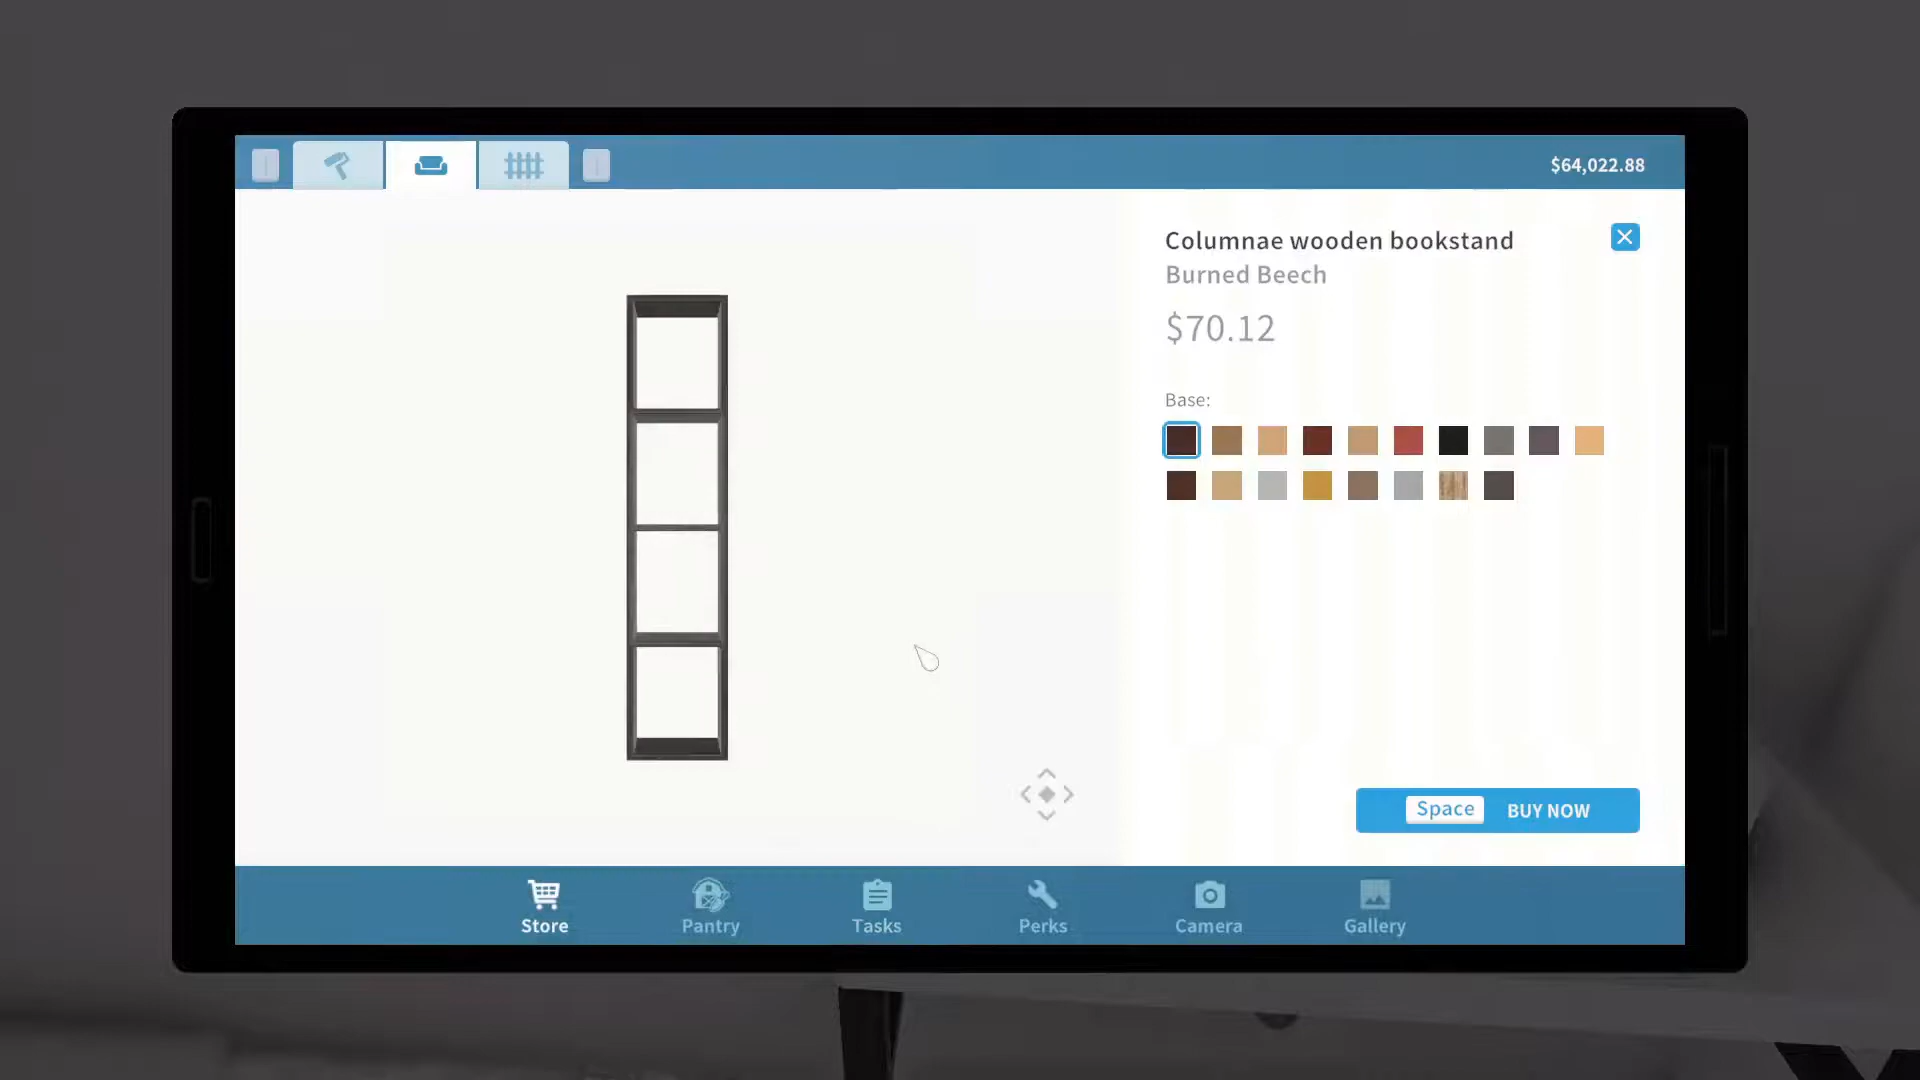 $64,022.88
Columnae wooden bookstand
Burned Beech
$70.12
Base:
Space BUY NOW
Store Pantry Tasks Perks Camera Gallery